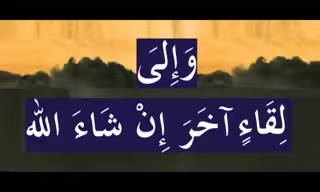 وَإِلَى
لِقَاءٍ آخَرَ إِنْ شَاءَ الله